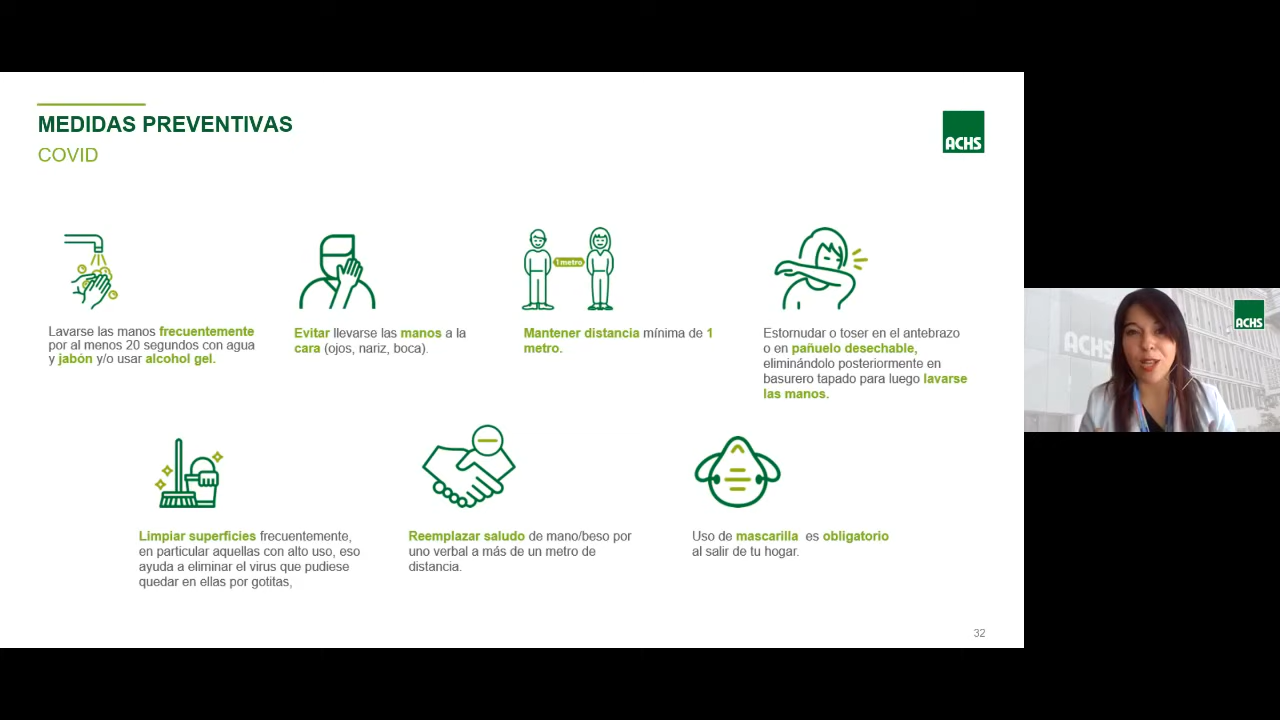 MEDIDAS PREVENTIVAS
COVID
ACHS
1 metro
Lavarse las manos frecuentemente
por al menos 20 segundos con agua
y jabón y/o usar alcohol gel.
Evitar llevarse las manos a la
cara (ojos, nariz, boca).
Mantener distancia mínima de 1
metro.
Estornudar o toser en el antebrazo
o en pañuelo desechable,
eliminándolo posteriormente en
basurero tapado para luego lavarse
las manos.
Limpiar superficies frecuentemente,
en particular aquellas con alto uso, eso
ayuda a eliminar el virus que pudiese
quedar en ellas por gotitas,
Reemplazar saludo de mano/beso por
uno verbal a más de un metro de
distancia.
Uso de mascarilla es obligatorio
al salir de tu hogar.
32
ACHS
ACHS